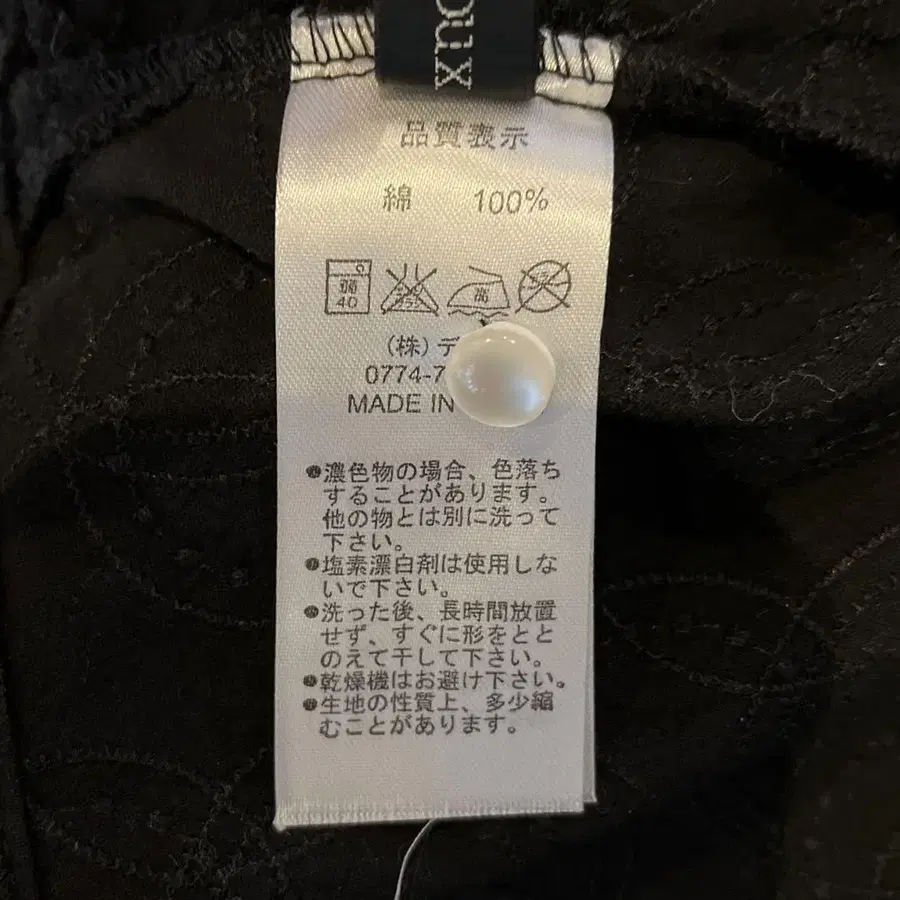 品質表示
綿 100%
弱
40
(株)デ
0774-7
MADE IN
●濃色物の場合、色落ち
することがあります。
他の物とは別に洗って
下さい。
●塩素漂白剤は使用しな
いで下さい。
●洗った後、長時間放置
せず、すぐに形をとと
のえて干して下さい。
●乾燥機はお避け下さい。
●生地の性質上、多少縮
むことがあります。